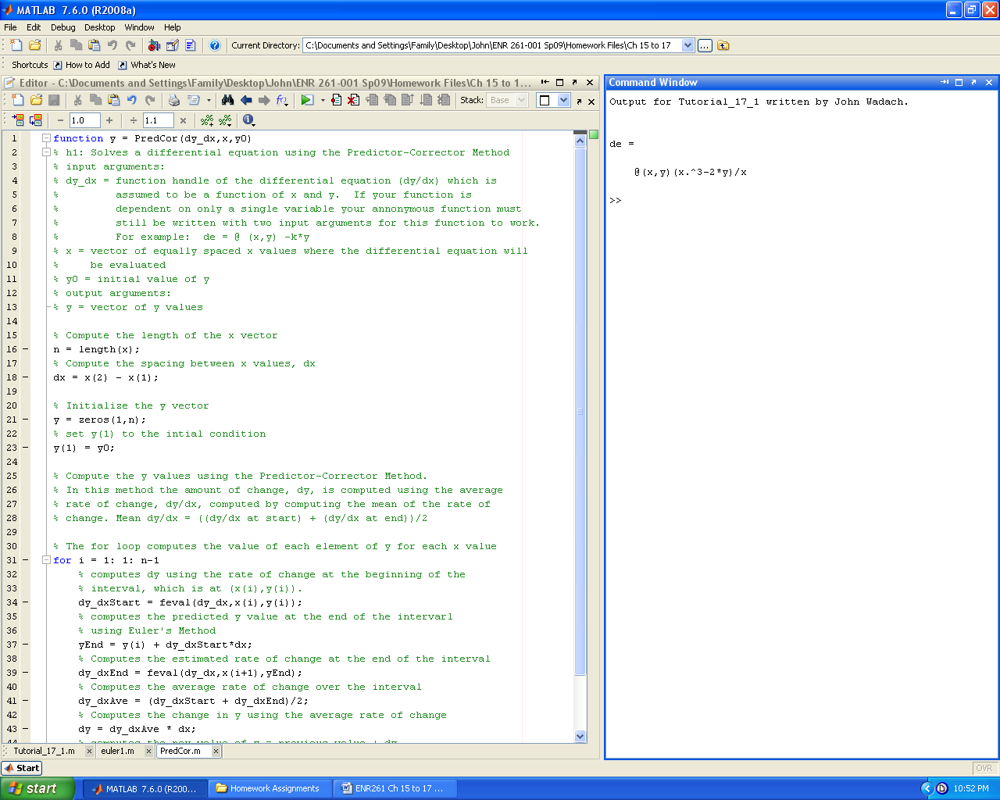 MATLAB  7.6.0 (R2008a)
File Edit Debug Desktop Window Help
Current Directory: C:\Documents and Settings\Family\Desktop\John\ENR 261-001 Sp09\Homework Files\Ch 15 to 17
Shortcuts How to Add What's New
Editor - C:\Documents and Settings\Family\Desktop\John\ENR 261-001 Sp09\Homework Files\Ch 15 to 1...
Stack: Base
− 1.0 + ÷ 1.1 ×
1 function y = PredCor(dy_dx,x,y0)
2 % h1: Solves a differential equation using the Predictor-Corrector Method
3 % input arguments:
4 % dy_dx = function handle of the differential equation (dy/dx) which is
5 %         assumed to be a function of x and y.  If your function is
6 %         dependent on only a single variable your annonymous function must
7 %         still be written with two input arguments for this function to work.
8 %         For example:  de = @ (x,y) -k*y
9 % x = vector of equally spaced x values where the differential equation will
10 %     be evaluated
11 % y0 = initial value of y
12 % output arguments:
13 % y = vector of y values
14
15 % Compute the length of the x vector
16 – n = length(x);
17 % Compute the spacing between x values, dx
18 – dx = x(2) - x(1);
19
20 % Initialize the y vector
21 – y = zeros(1,n);
22 % set y(1) to the intial condition
23 – y(1) = y0;
24
25 % Compute the y values using the Predictor-Corrector Method.
26 % In this method the amount of change, dy, is computed using the average
27 % rate of change, dy/dx, computed by computing the mean of the rate of
28 % change. Mean dy/dx = ((dy/dx at start) + (dy/dx at end))/2
29
30 % The for loop computes the value of each element of y for each x value
31 – for i = 1: 1: n-1
32     % computes dy using the rate of change at the beginning of the
33     % interval, which is at (x(i),y(i)).
34 –     dy_dxStart = feval(dy_dx,x(i),y(i));
35     % computes the predicted y value at the end of the intervarl
36     % using Euler's Method
37 –     yEnd = y(i) + dy_dxStart*dx;
38     % Computes the estimated rate of change at the end of the interval
39 –     dy_dxEnd = feval(dy_dx,x(i+1),yEnd);
40     % Computes the average rate of change over the interval
41 –     dy_dxAve = (dy_dxStart + dy_dxEnd)/2;
42     % Computes the change in y using the average rate of change
43 –     dy = dy_dxAve * dx;
44     % computes the new value of y = previous value + dy
Tutorial_17_1.m × euler1.m × PredCor.m ×
Command Window
Output for Tutorial_17_1 written by John Wadach.
de =
    @(x,y)(x.^3-2*y)/x
>>
Start
OVR
start MATLAB  7.6.0 (R200... Homework Assignments ENR261 Ch 15 to 17 ... 10:52 PM